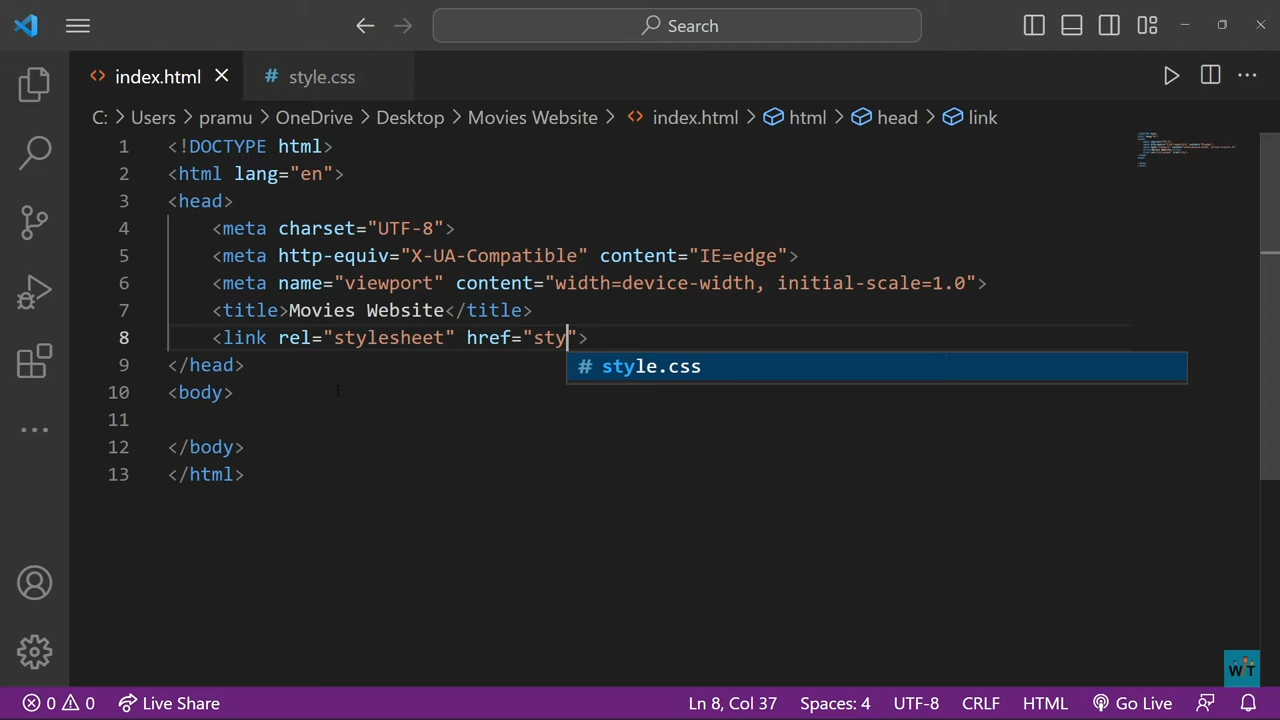 Search
index.html
# style.css
C: > Users > pramu > OneDrive > Desktop > Movies Website > index.html > html > head > link
1 <!DOCTYPE html>
2 <html lang="en">
3 <head>
4 <meta charset="UTF-8">
5 <meta http-equiv="X-UA-Compatible" content="IE=edge">
6 <meta name="viewport" content="width=device-width, initial-scale=1.0">
7 <title>Movies Website</title>
8 <link rel="stylesheet" href="sty">
# style.css
9 </head>
10 <body>
11
12 </body>
13 </html>
WT
0 0 Live Share Ln 8, Col 37 Spaces: 4 UTF-8 CRLF HTML Go Live